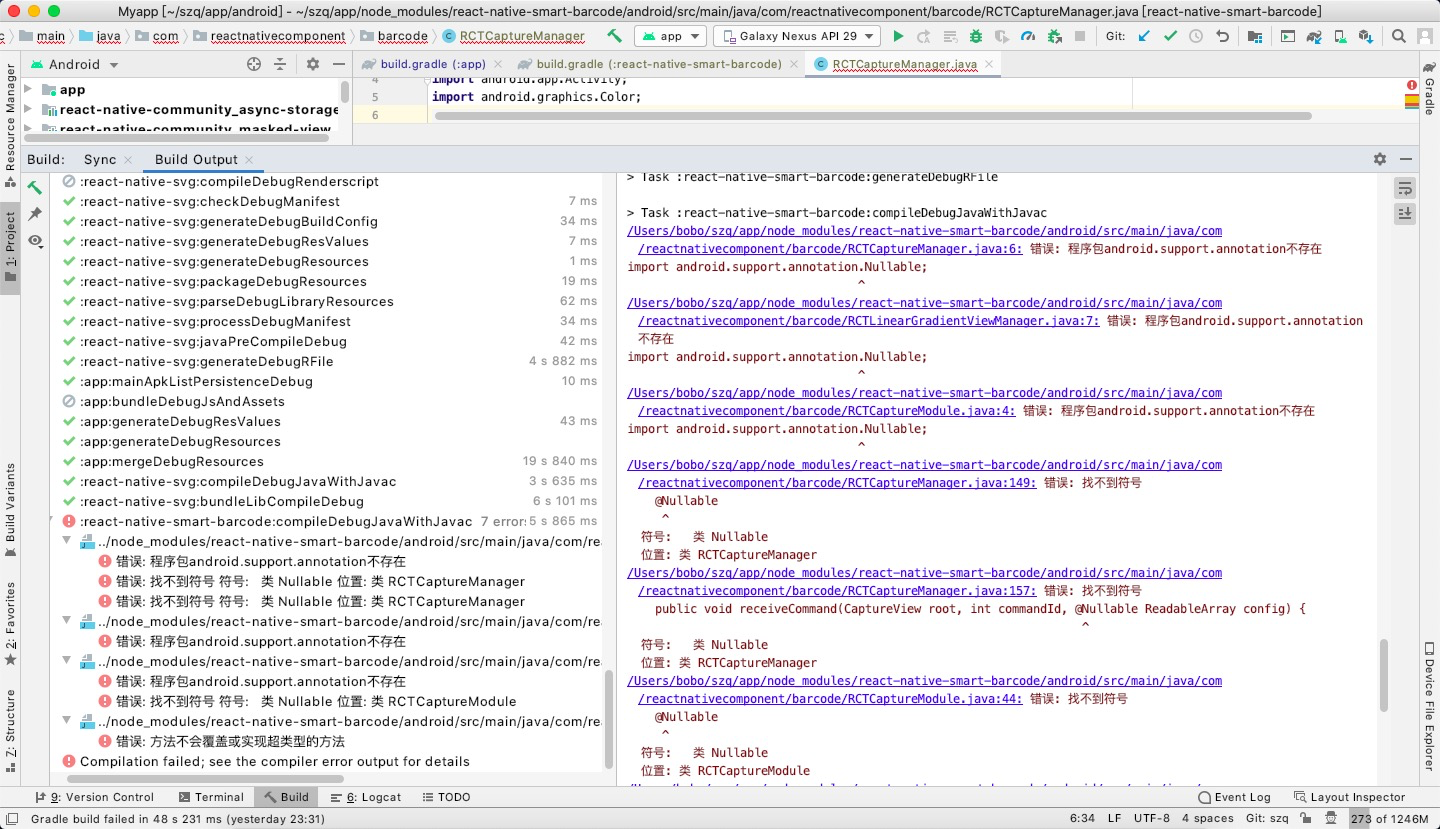 Myapp [~/szq/app/android] - ~/szq/app/node_modules/react-native-smart-barcode/android/src/main/java/com/reactnativecomponent/barcode/RCTCaptureManager.java [react-native-smart-barcode]
main java com reactnativecomponent barcode RCTCaptureManager app Galaxy Nexus API 29 Git:
Android build.gradle (:app) build.gradle (:react-native-smart-barcode) RCTCaptureManager.java
app
react-native-community_async-storage
react-native-community_masked-view
4 import android.app.Activity;
5 import android.graphics.Color;
6
Resource Manager
1: Project
Build Variants
2: Favorites
7: Structure
Gradle
Device File Explorer
Build: Sync Build Output
:react-native-svg:compileDebugRenderscript
:react-native-svg:checkDebugManifest 7 ms
:react-native-svg:generateDebugBuildConfig 34 ms
:react-native-svg:generateDebugResValues 7 ms
:react-native-svg:generateDebugResources 1 ms
:react-native-svg:packageDebugResources 19 ms
:react-native-svg:parseDebugLibraryResources 62 ms
:react-native-svg:processDebugManifest 34 ms
:react-native-svg:javaPreCompileDebug 42 ms
:react-native-svg:generateDebugRFile 4 s 882 ms
:app:mainApkListPersistenceDebug 10 ms
:app:bundleDebugJsAndAssets
:app:generateDebugResValues 43 ms
:app:generateDebugResources
:app:mergeDebugResources 19 s 840 ms
:react-native-svg:compileDebugJavaWithJavac 3 s 635 ms
:react-native-svg:bundleLibCompileDebug 6 s 101 ms
:react-native-smart-barcode:compileDebugJavaWithJavac 7 error: 5 s 865 ms
../node_modules/react-native-smart-barcode/android/src/main/java/com/rea
错误: 程序包android.support.annotation不存在
错误: 找不到符号 符号: 类 Nullable 位置: 类 RCTCaptureManager
错误: 找不到符号 符号: 类 Nullable 位置: 类 RCTCaptureManager
../node_modules/react-native-smart-barcode/android/src/main/java/com/rea
错误: 程序包android.support.annotation不存在
../node_modules/react-native-smart-barcode/android/src/main/java/com/rea
错误: 程序包android.support.annotation不存在
错误: 找不到符号 符号: 类 Nullable 位置: 类 RCTCaptureModule
../node_modules/react-native-smart-barcode/android/src/main/java/com/rea
错误: 方法不会覆盖或实现超类型的方法
Compilation failed; see the compiler error output for details
> Task :react-native-smart-barcode:generateDebugRFile
> Task :react-native-smart-barcode:compileDebugJavaWithJavac
/Users/bobo/szq/app/node_modules/react-native-smart-barcode/android/src/main/java/com
/reactnativecomponent/barcode/RCTCaptureManager.java:6: 错误: 程序包android.support.annotation不存在
import android.support.annotation.Nullable;
^
/Users/bobo/szq/app/node_modules/react-native-smart-barcode/android/src/main/java/com
/reactnativecomponent/barcode/RCTLinearGradientViewManager.java:7: 错误: 程序包android.support.annotation
不存在
import android.support.annotation.Nullable;
^
/Users/bobo/szq/app/node_modules/react-native-smart-barcode/android/src/main/java/com
/reactnativecomponent/barcode/RCTCaptureModule.java:4: 错误: 程序包android.support.annotation不存在
import android.support.annotation.Nullable;
^
/Users/bobo/szq/app/node_modules/react-native-smart-barcode/android/src/main/java/com
/reactnativecomponent/barcode/RCTCaptureManager.java:149: 错误: 找不到符号
@Nullable
^
符号: 类 Nullable
位置: 类 RCTCaptureManager
/Users/bobo/szq/app/node_modules/react-native-smart-barcode/android/src/main/java/com
/reactnativecomponent/barcode/RCTCaptureManager.java:157: 错误: 找不到符号
public void receiveCommand(CaptureView root, int commandId, @Nullable ReadableArray config) {
^
符号: 类 Nullable
位置: 类 RCTCaptureManager
/Users/bobo/szq/app/node_modules/react-native-smart-barcode/android/src/main/java/com
/reactnativecomponent/barcode/RCTCaptureModule.java:44: 错误: 找不到符号
@Nullable
^
符号: 类 Nullable
位置: 类 RCTCaptureModule
9: Version Control Terminal Build 6: Logcat TODO Event Log Layout Inspector
Gradle build failed in 48 s 231 ms (yesterday 23:31) 6:34 LF UTF-8 4 spaces Git: szq 273 of 1246M